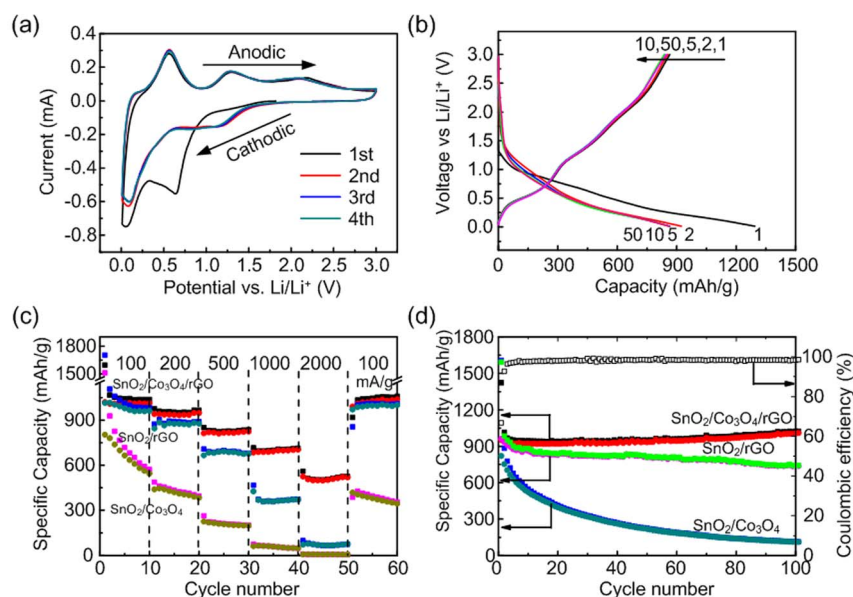 (a)
0.4
0.2
0.0
-0.2
-0.4
-0.6
-0.8
Current (mA)
Anodic
Cathodic
1st
2nd
3rd
4th
0.0 0.5 1.0 1.5 2.0 2.5 3.0
Potential vs. Li/Li⁺ (V)
(b)
3.0
2.5
2.0
1.5
1.0
0.5
0.0
Voltage vs Li/Li⁺ (V)
10,50,5,2,1
50 10 5 2 1
0 300 600 900 1200 1500
Capacity (mAh/g)
(c)
1800
1500
900
600
300
0
Specific Capacity (mAh/g)
100 200 500 1000 2000 100
mA/g
SnO₂/Co₃O₄/rGO
SnO₂/rGO
SnO₂/Co₃O₄
0 10 20 30 40 50 60
Cycle number
(d)
1800
1500
1200
900
600
300
0
Specific Capacity (mAh/g)
SnO₂/Co₃O₄/rGO
SnO₂/rGO
SnO₂/Co₃O₄
100
80
60
40
20
0
Coulombic efficiency (%)
0 20 40 60 80 100
Cycle number